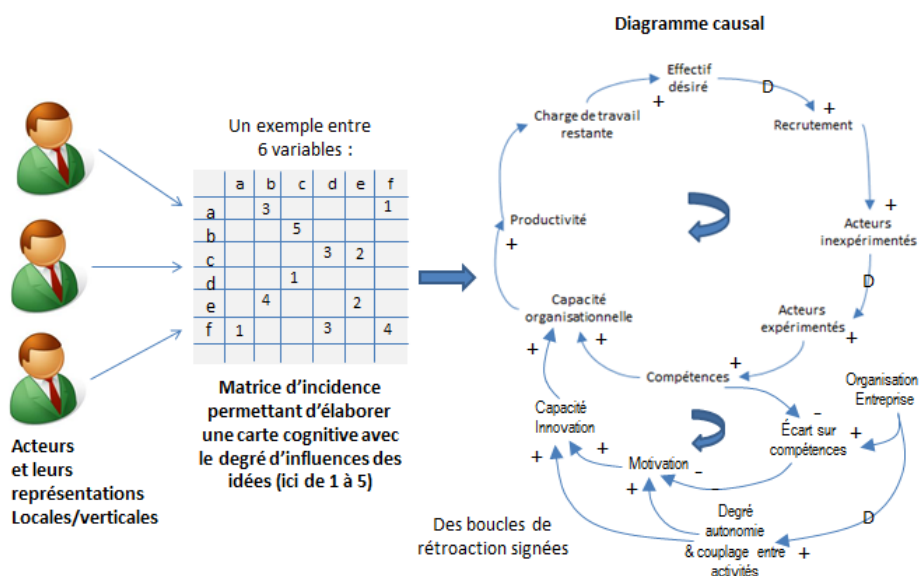 Diagramme causal
Un exemple entre
6 variables :
a b c d e f
a 3 1
b 5
c 3 2
d 1
e 4 2
f 1 3 4
Matrice d’incidence
permettant d’élaborer
une carte cognitive avec
le degré d’influences des
idées (ici de 1 à 5)
Acteurs
et leurs
représentations
Locales/verticales
Effectif
désiré
+
D
+
Recrutement
Charge de travail
restante
+
Acteurs
inexpérimentés
D
Productivité
+
Acteurs
expérimentés
+
Capacité
organisationnelle
+
+
+
Compétences
Organisation
Entreprise
Capacité
Innovation
–
Écart sur
compétences
+
+
+
Motivation
–
–
+
Degré
autonomie
& couplage entre
activités
D
+
Des boucles de
rétroaction signées